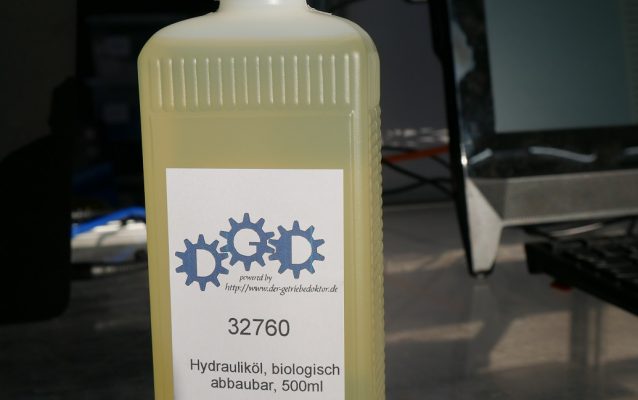 DGD
powered by
http://www.der-getriebedoktor.de
32760
Hydrauliköl, biologisch
abbaubar, 500ml